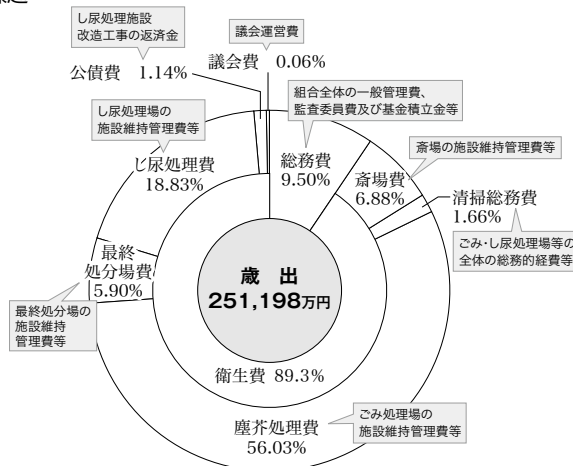 し尿処理施設
改造工事の返済金
公債費 1.14%
議会運営費
議会費 0.06%
組合全体の一般管理費、
監査委員費及び基金積立金等
総務費
9.50%
斎場の施設維持管理費等
斎場費
6.88%
清掃総務費
1.66%
ごみ・し尿処理場等の
全体の総務的経費等
し尿処理場の
施設維持管理費等
し尿処理費
18.83%
最終
処分場費
5.90%
最終処分場の
施設維持
管理費等
歳 出
251,198万円
衛生費 89.3%
塵芥処理費
56.03%
ごみ処理場の
施設維持管理費等